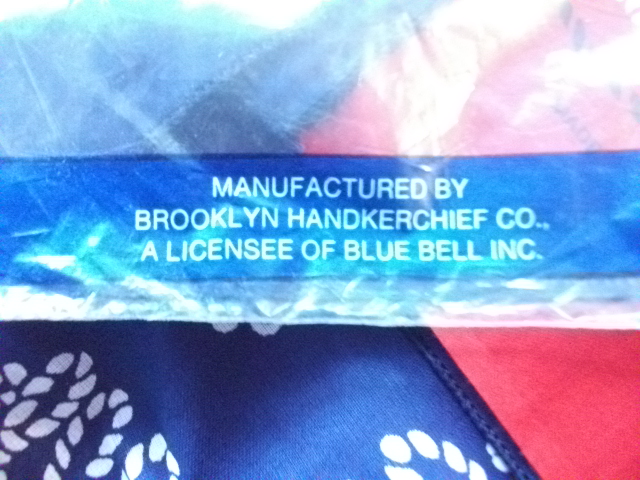 MANUFACTURED BY
BROOKLYN HANDKERCHIEF CO.,
A LICENSEE OF BLUE BELL INC.